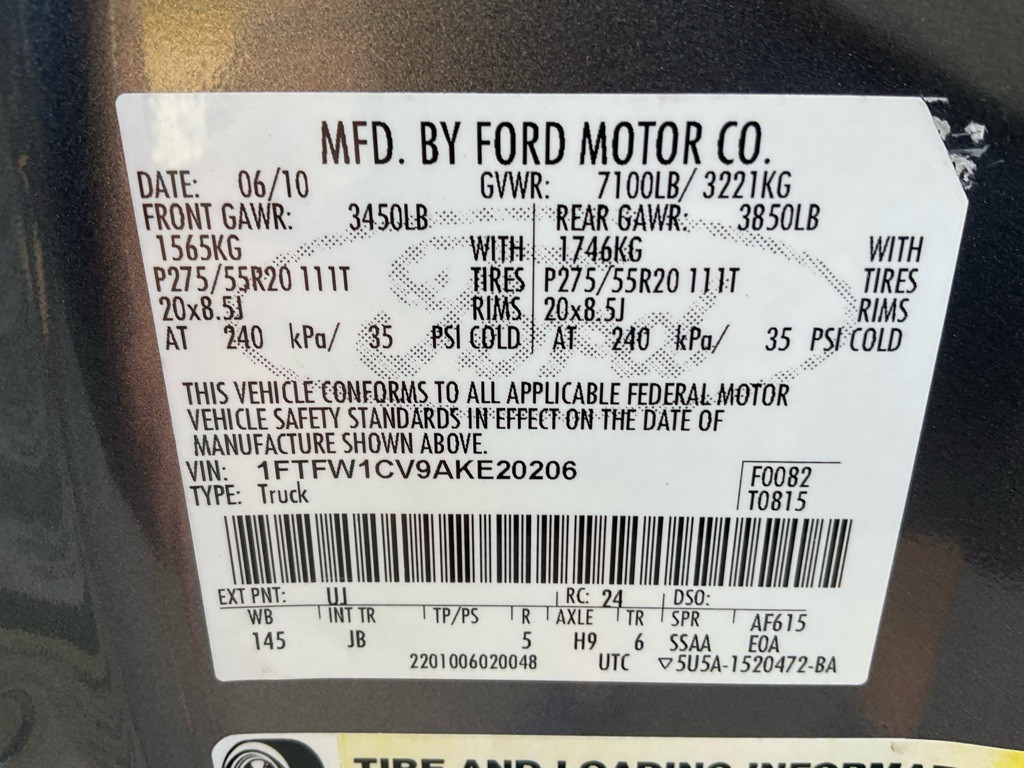 MFD. BY FORD MOTOR CO.
DATE: 06/10 GVWR: 7100LB/ 3221KG
FRONT GAWR: 3450LB REAR GAWR: 3850LB
1565KG WITH 1746KG WITH
P275/55R20 111T TIRES P275/55R20 111T TIRES
20x8.5J RIMS 20x8.5J RIMS
AT 240 kPa/ 35 PSI COLD AT 240 kPa/ 35 PSI COLD
Ford
THIS VEHICLE CONFORMS TO ALL APPLICABLE FEDERAL MOTOR
VEHICLE SAFETY STANDARDS IN EFFECT ON THE DATE OF
MANUFACTURE SHOWN ABOVE.
VIN: 1FTFW1CV9AKE20206 F0082
TYPE: Truck T0815
EXT PNT: UJ RC: 24 DSO:
WB INT TR TP/PS R AXLE TR SPR AF615
145 JB 5 H9 6 SSAA E0A
2201006020048 UTC ▽5U5A-1520472-BA
TIRE AND LOADING